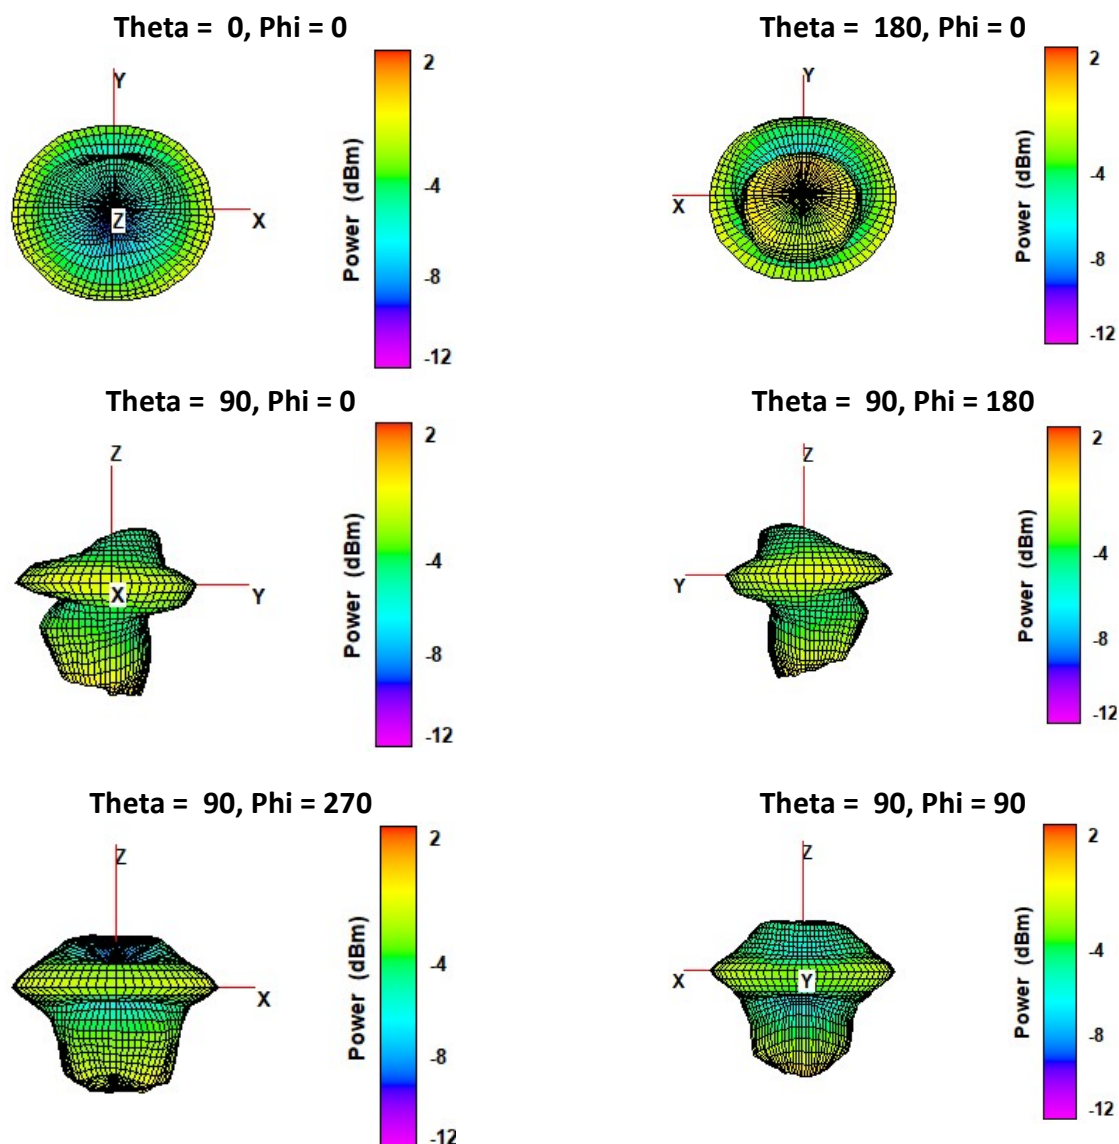 Theta =  0, Phi = 0
Y
Z
X
Power (dBm)
2
-4
-8
-12
Theta =  180, Phi = 0
Y
X
Power (dBm)
2
-4
-8
-12
Theta =  90, Phi = 0
Z
X
Y
Power (dBm)
2
-4
-8
-12
Theta =  90, Phi = 180
Z
Y
Power (dBm)
2
-4
-8
-12
Theta =  90, Phi = 270
Z
X
Power (dBm)
2
-4
-8
-12
Theta =  90, Phi = 90
Z
X
Y
Power (dBm)
2
-4
-8
-12